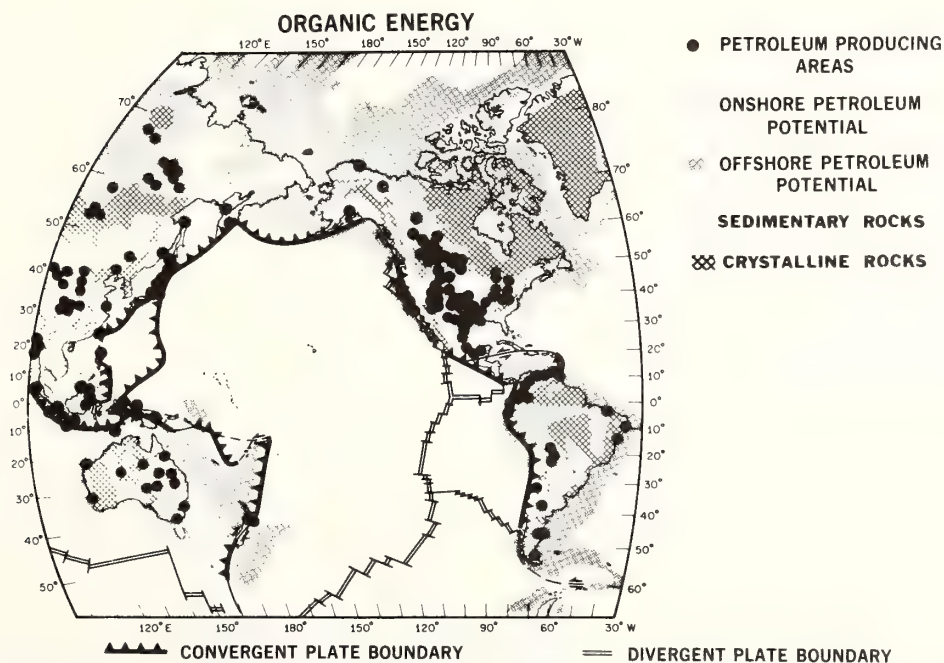 ORGANIC ENERGY
120°E 150° 180° 150° 120° 90° 60° 30°W
PETROLEUM PRODUCING
AREAS
ONSHORE PETROLEUM
POTENTIAL
OFFSHORE PETROLEUM
POTENTIAL
SEDIMENTARY ROCKS
CRYSTALLINE ROCKS
70° 80°
60° 70°
50° 60°
40° 50°
30° 40°
20° 30°
10° 20°
0° 10°
10° 0°
20° 10°
30° 20°
40° 30°
50° 40°
50°
60°
120°E 150° 180° 150° 120° 90° 60° 30°W
CONVERGENT PLATE BOUNDARY
DIVERGENT PLATE BOUNDARY